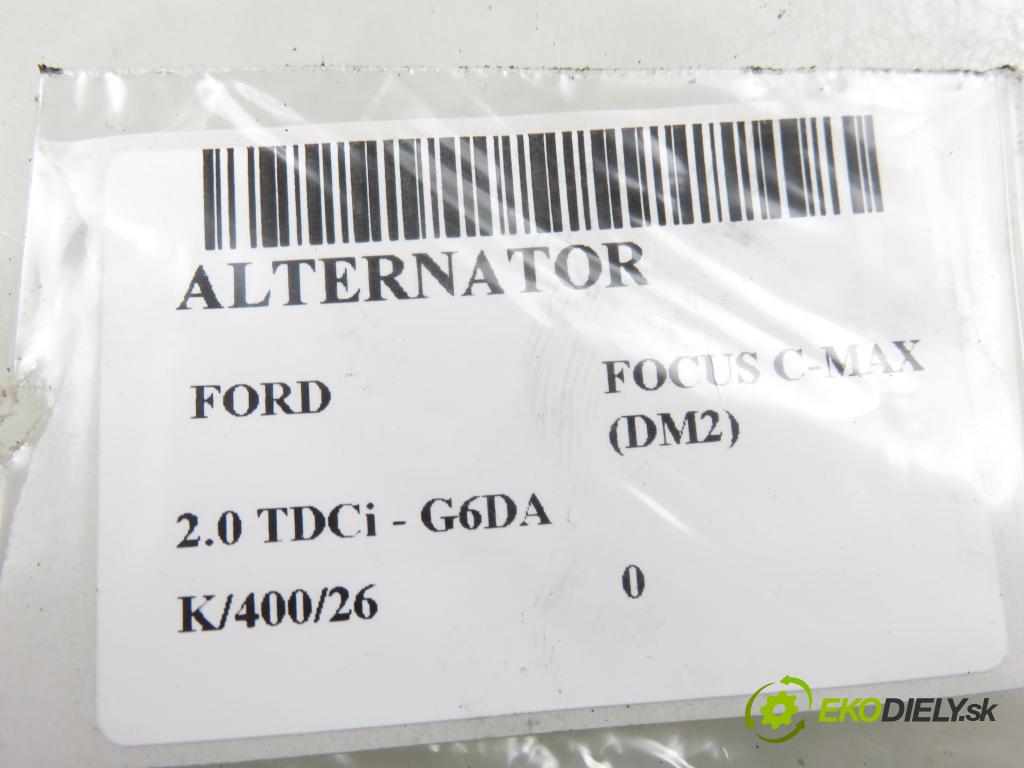 ALTERNATOR
FORD
FOCUS C-MAX
(DM2)
2.0 TDCi - G6DA
K/400/26
0
EKODIELY.sk